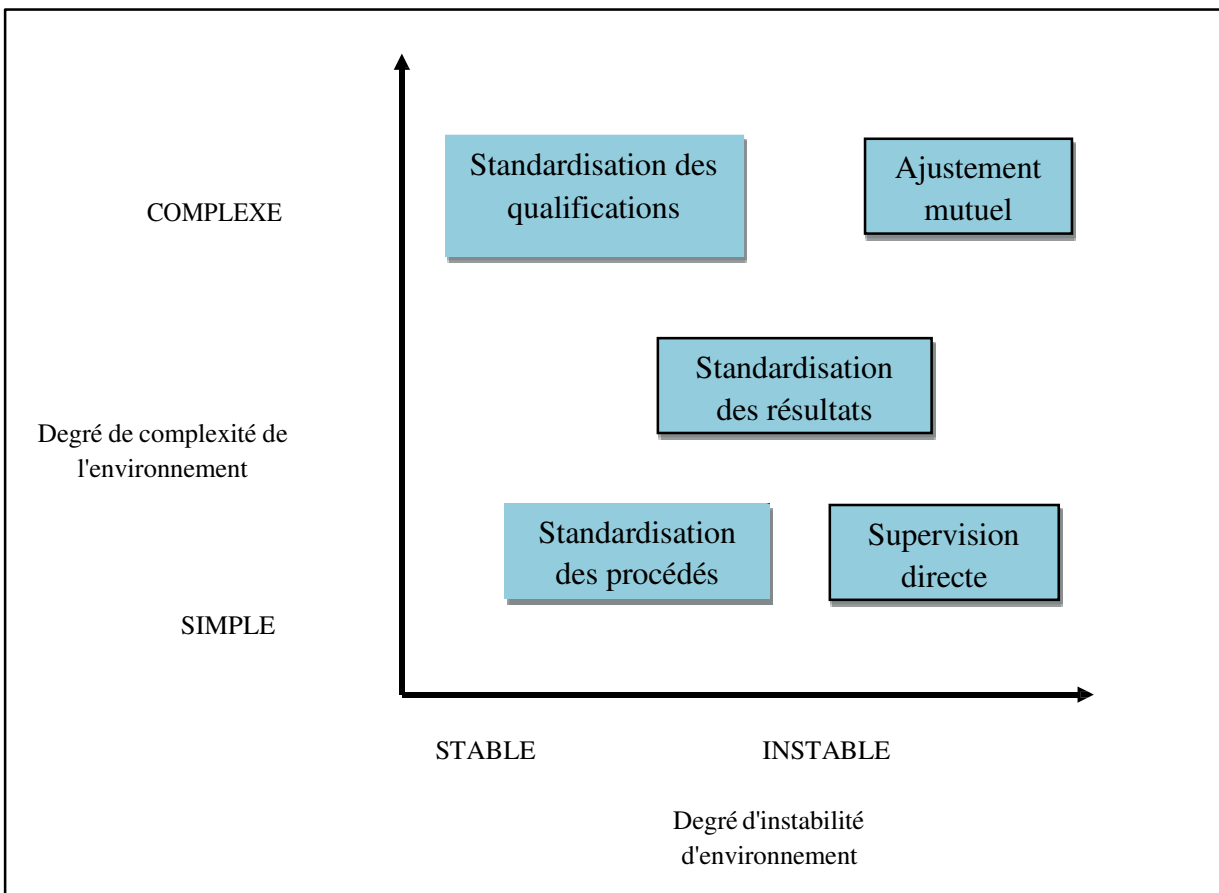 Standardisation des
qualifications
Ajustement
mutuel
COMPLEXE
Standardisation
des résultats
Degré de complexité de
l'environnement
Standardisation
des procédés
Supervision
directe
SIMPLE
STABLE
INSTABLE
Degré d'instabilité
d'environnement